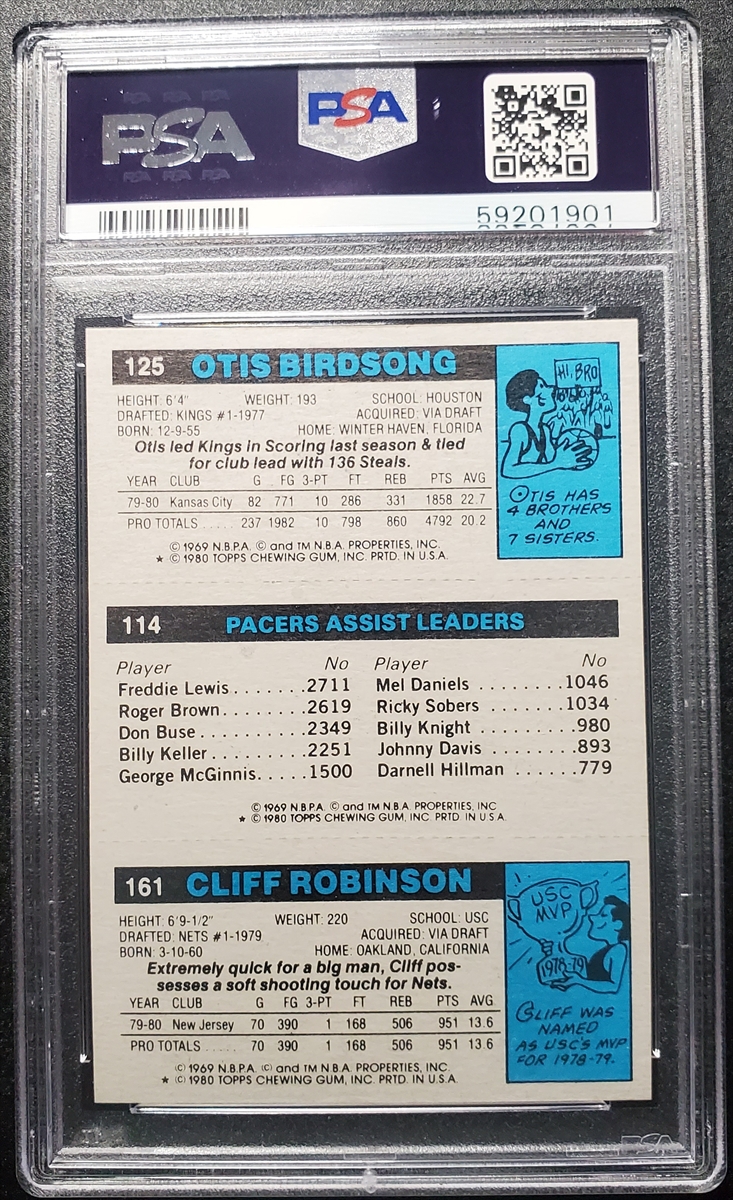 PSA
PSA
59201901
125 OTIS BIRDSONG
HEIGHT: 6'4" WEIGHT: 193 SCHOOL: HOUSTON
DRAFTED: KINGS #1-1977 ACQUIRED: VIA DRAFT
BORN: 12-9-55 HOME: WINTER HAVEN, FLORIDA
Otis led Kings in Scoring last season & tied
for club lead with 136 Steals.
YEAR CLUB G FG 3-PT FT REB PTS AVG
79-80 Kansas City 82 771 10 286 331 1858 22.7
PRO TOTALS ..... 237 1982 10 798 860 4792 20.2
© 1969 N.B.P.A. © and TM N.B.A. PROPERTIES, INC.
★ © 1980 TOPPS CHEWING GUM, INC. PRTD. IN U.S.A.
HI, BRO
OTIS HAS
4 BROTHERS
AND
7 SISTERS.
114 PACERS ASSIST LEADERS
Player No Player No
Freddie Lewis.......2711 Mel Daniels ........1046
Roger Brown........2619 Ricky Sobers .......1034
Don Buse..........2349 Billy Knight .........980
Billy Keller.........2251 Johnny Davis .......893
George McGinnis.....1500 Darnell Hillman ......779
© 1969 N.B.P.A. © and TM N.B.A. PROPERTIES, INC
★ © 1980 TOPPS CHEWING GUM, INC. PRTD. IN U.S.A.
161 CLIFF ROBINSON
HEIGHT: 6'9-1/2" WEIGHT: 220 SCHOOL: USC
DRAFTED: NETS #1-1979 ACQUIRED: VIA DRAFT
BORN: 3-10-60 HOME: OAKLAND, CALIFORNIA
Extremely quick for a big man, Cliff pos-
sesses a soft shooting touch for Nets.
YEAR CLUB G FG 3-PT FT REB PTS AVG
79-80 New Jersey 70 390 1 168 506 951 13.6
PRO TOTALS ..... 70 390 1 168 506 951 13.6
© 1969 N.B.P.A. © and TM N.B.A. PROPERTIES, INC.
★ © 1980 TOPPS CHEWING GUM, INC. PRTD. IN U.S.A.
USC
MVP
1978-79
CLIFF WAS
NAMED
AS USC'S MVP
FOR 1978-79.
PSA